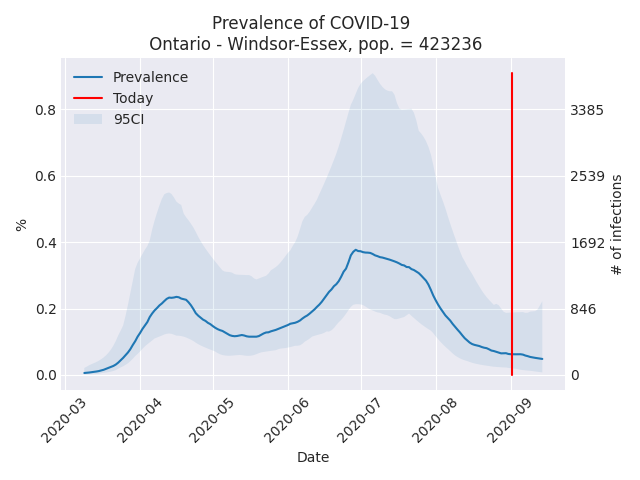 Prevalence of COVID-19
Ontario - Windsor-Essex, pop. = 423236
Prevalence
Today
95CI
0.8
0.6
0.4
0.2
0.0
%
3385
2539
1692
846
0
# of infections
2020-03
2020-04
2020-05
2020-06
2020-07
2020-08
2020-09
Date